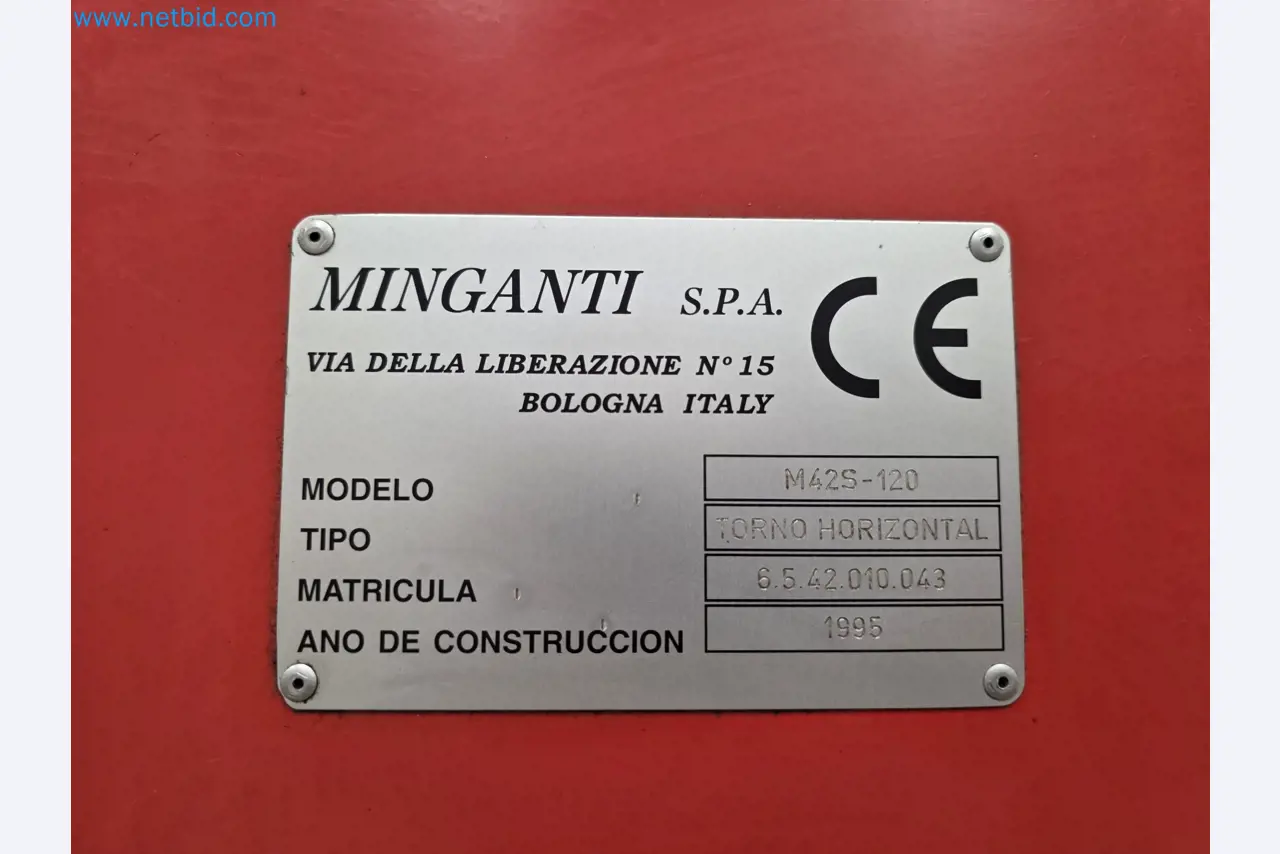 www.netbid.com
MINGANTI S.P.A. CE
VIA DELLA LIBERAZIONE Nº 15
BOLOGNA ITALY
MODELO M42S-120
TIPO TORNO HORIZONTAL
MATRICULA 6.5.42.010.043
ANO DE CONSTRUCCION 1995